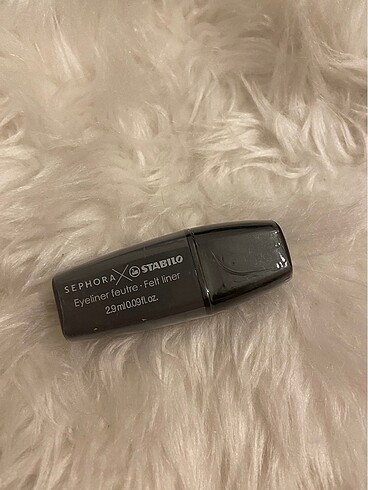 SEPHORA X STABILO
Eyeliner feutre - Felt liner
2.9 ml 0.09 fl. oz.